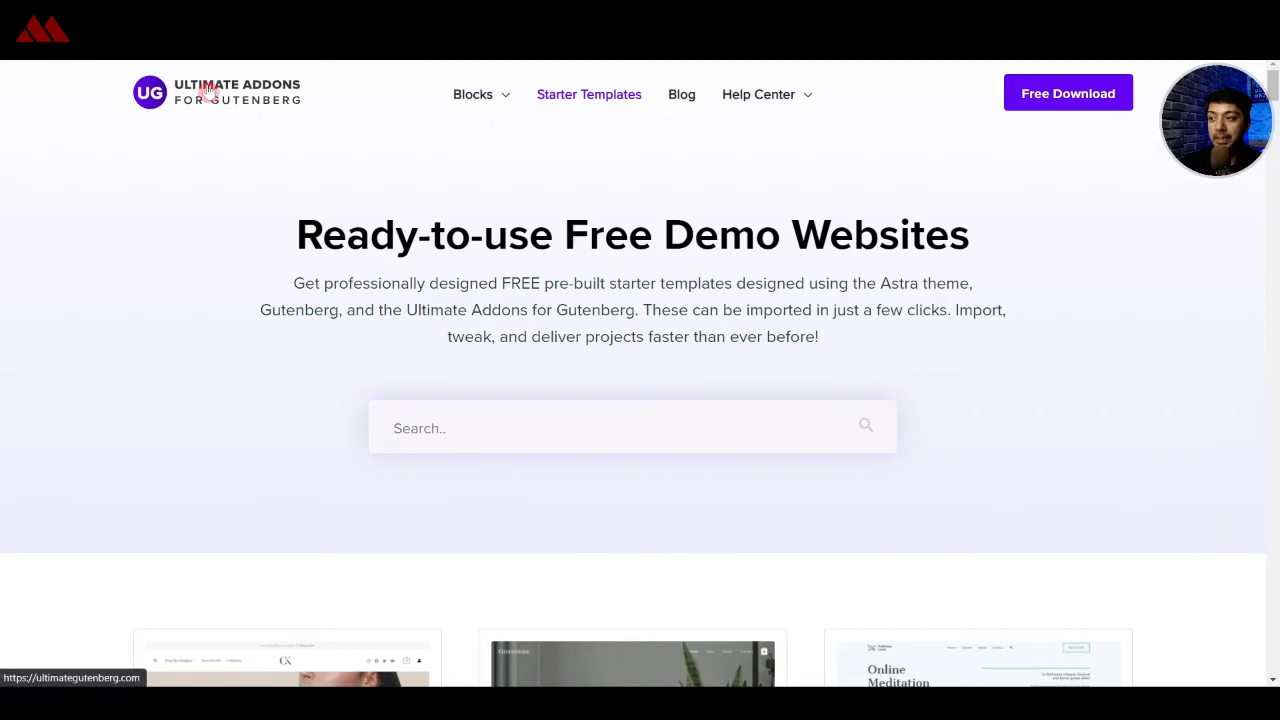 UG ULTIMATE ADDONS
FOR GUTENBERG
Blocks
Starter Templates
Blog
Help Center
Free Download
Ready-to-use Free Demo Websites
Get professionally designed FREE pre-built starter templates designed using the Astra theme,
Gutenberg, and the Ultimate Addons for Gutenberg. These can be imported in just a few clicks. Import,
tweak, and deliver projects faster than ever before!
Search..
Online
Meditation
https://ultimategutenberg.com